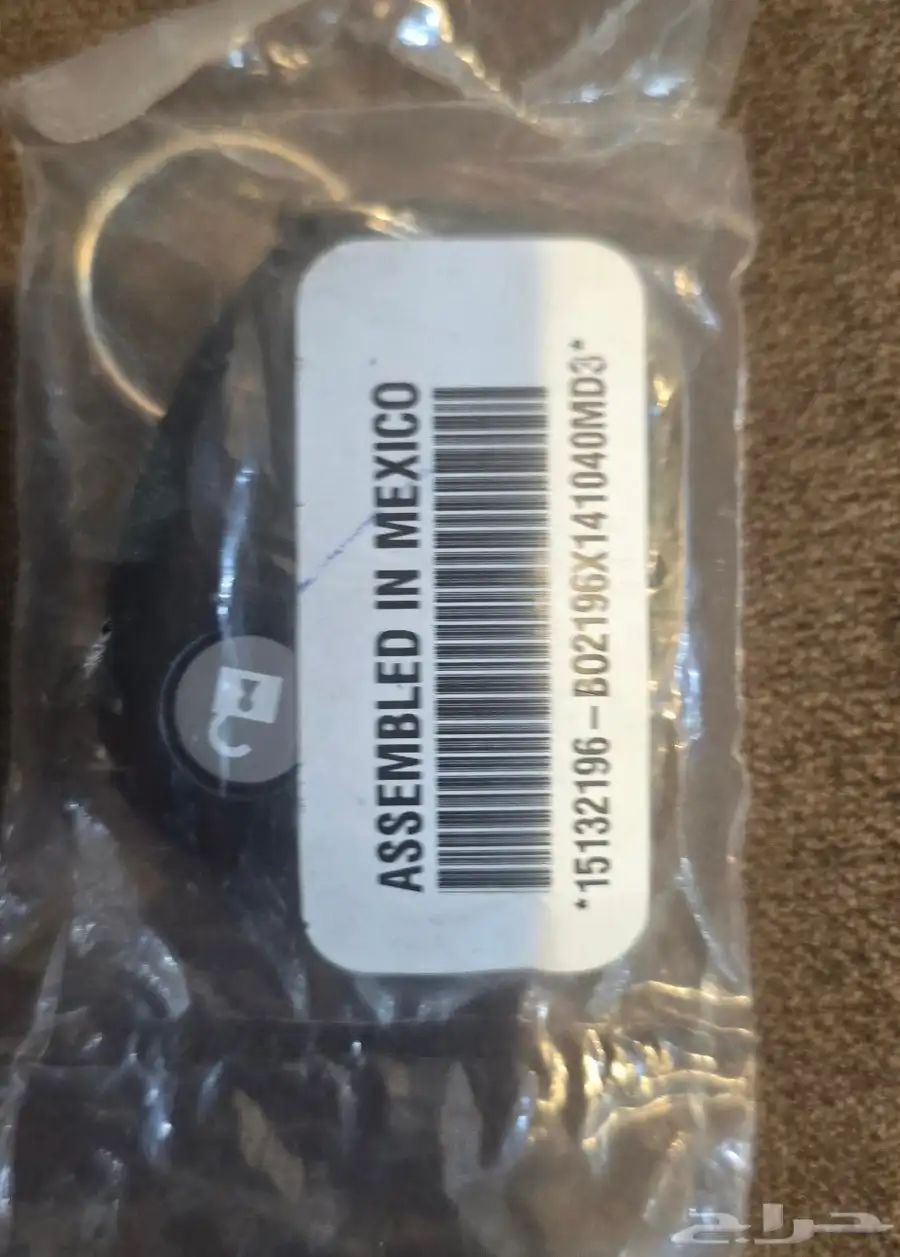 ASSEMBLED IN MEXICO
*15132196-B02196X141040MD3*
حراج